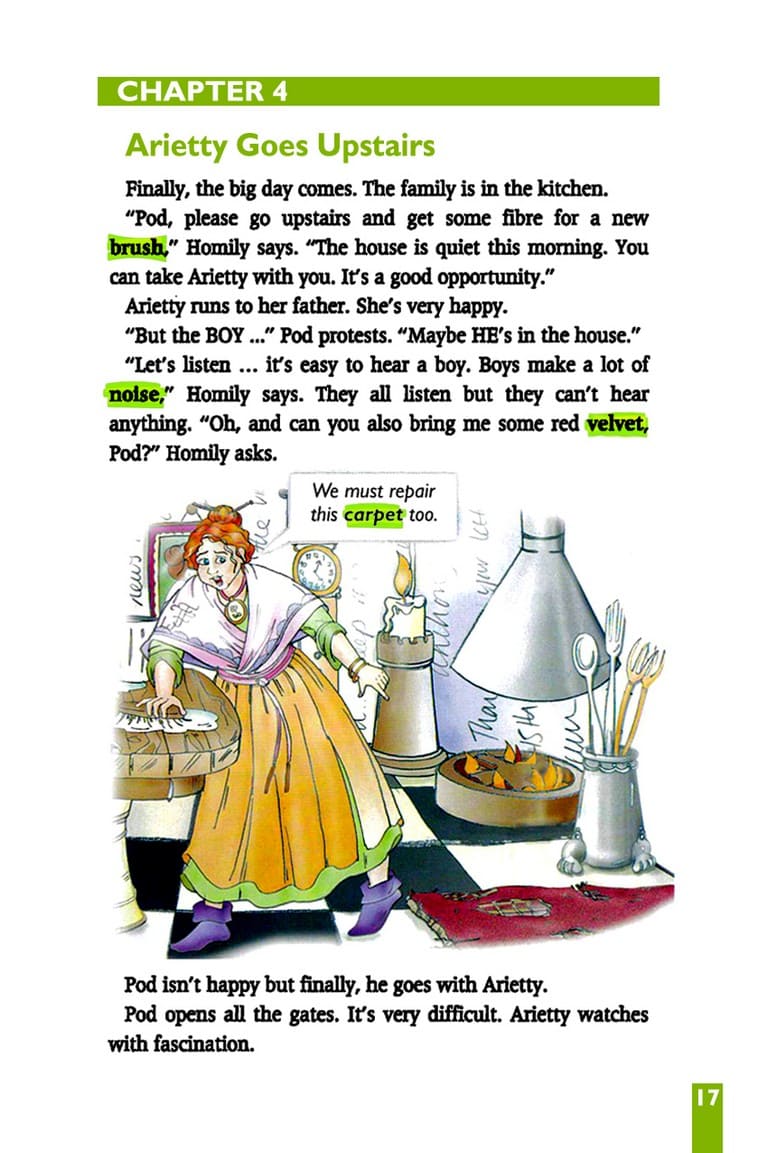 CHAPTER 4
Arietty Goes Upstairs
Finally, the big day comes. The family is in the kitchen.
“Pod, please go upstairs and get some fibre for a new
brush,” Homily says. “The house is quiet this morning. You
can take Arietty with you. It’s a good opportunity.”
Arietty runs to her father. She’s very happy.
“But the BOY ...” Pod protests. “Maybe HE’s in the house.”
“Let’s listen ... it’s easy to hear a boy. Boys make a lot of
noise,” Homily says. They all listen but they can’t hear
anything. “Oh, and can you also bring me some red velvet,
Pod?” Homily asks.
We must repair
this carpet too.
news
the
your
Than
Pod isn’t happy but finally, he goes with Arietty.
Pod opens all the gates. It’s very difficult. Arietty watches
with fascination.
17